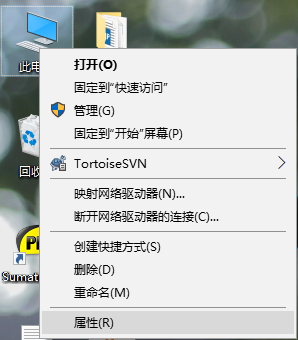 此电
打开(O)
固定到“快速访问”
管理(G)
固定到“开始”屏幕(P)
回收
TortoiseSVN
映射网络驱动器(N)...
断开网络驱动器的连接(C)...
创建快捷方式(S)
删除(D)
Sumat
重命名(M)
属性(R)